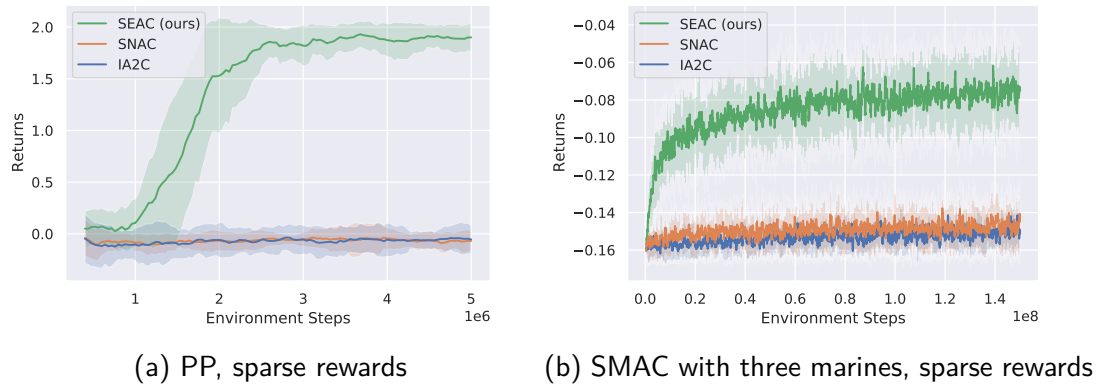 SEAC (ours)
SNAC
IA2C
2.0
1.5
1.0
0.5
0.0
Returns
1
2
3
4
5
1e6
Environment Steps
(a) PP, sparse rewards
SEAC (ours)
SNAC
IA2C
−0.04
−0.06
−0.08
−0.10
−0.12
−0.14
−0.16
Returns
0.0
0.2
0.4
0.6
0.8
1.0
1.2
1.4
1e8
Environment Steps
(b) SMAC with three marines, sparse rewards